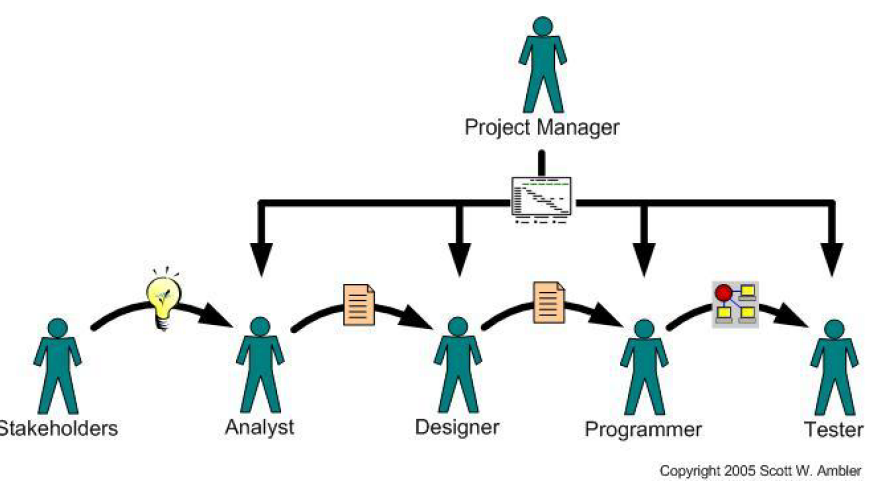 Project Manager
Stakeholders
Analyst
Designer
Programmer
Tester
Copyright 2005 Scott W. Ambler